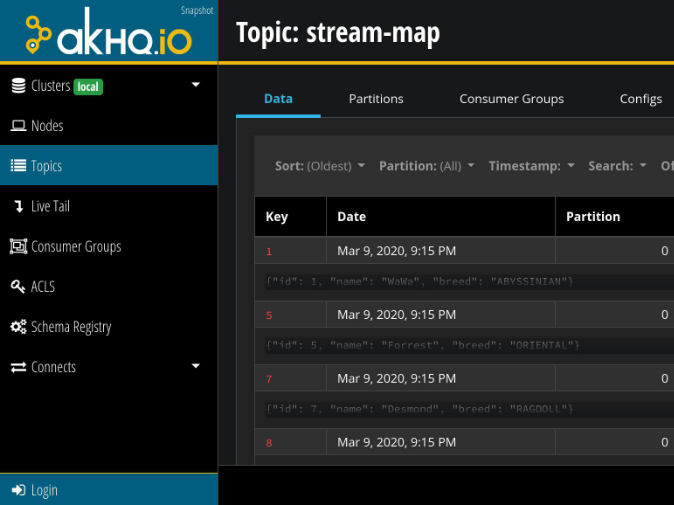 Snapshot
akHQ.iO
Clusters local
Nodes
Topics
Live Tail
Consumer Groups
ACLS
Schema Registry
Connects
Login
Topic: stream-map
Data Partitions Consumer Groups Configs
Sort: (Oldest) Partition: (All) Timestamp: Search: Of
Key Date Partition
1 Mar 9, 2020, 9:15 PM 0
{"id": 1, "name": "WaWa", "breed": "ABYSSINIAN"}
5 Mar 9, 2020, 9:15 PM 0
{"id": 5, "name": "Forrest", "breed": "ORIENTAL"}
7 Mar 9, 2020, 9:15 PM 0
{"id": 7, "name": "Desmond", "breed": "RAGDOLL"}
8 Mar 9, 2020, 9:15 PM 0